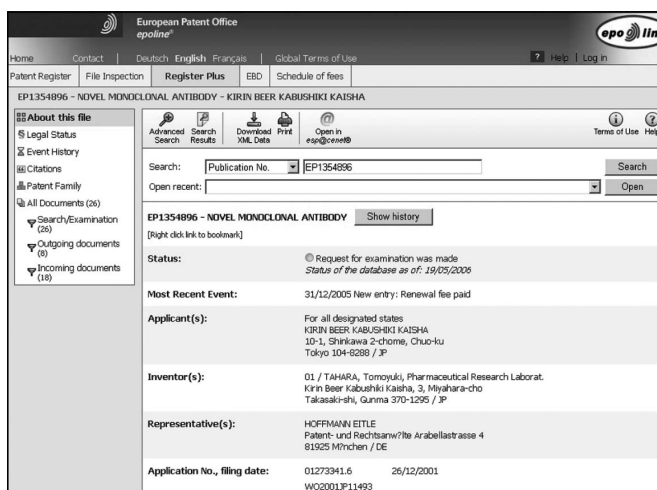 European Patent Office
epoline®
epo line
Home Contact Deutsch English Français Global Terms of Use ? Help Log in
Patent Register File Inspection Register Plus EBD Schedule of fees
EP1354896 - NOVEL MONOCLONAL ANTIBODY - KIRIN BEER KABUSHIKI KAISHA
About this file
Legal Status
Event History
Citations
Patent Family
All Documents (26)
Search/Examination
(26)
Outgoing documents
(8)
Incoming documents
(18)
Advanced Search Download Print Open in Terms of Use Help
Search Results XML Data esp@cenet®
Search: Publication No. EP1354896 Search
Open recent: Open
EP1354896 - NOVEL MONOCLONAL ANTIBODY Show history
[Right click link to bookmark]
Status: Request for examination was made
Status of the database as of: 19/05/2006
Most Recent Event: 31/12/2005 New entry: Renewal fee paid
Applicant(s): For all designated states
KIRIN BEER KABUSHIKI KAISHA
10-1, Shinkawa 2-chome, Chuo-ku
Tokyo 104-8288 / JP
Inventor(s): 01 / TAHARA, Tomoyuki, Pharmaceutical Research Laborat.
Kirin Beer Kabushiki Kaisha, 3, Miyahara-cho
Takasaki-shi, Gunma 370-1295 / JP
Representative(s): HOFFMANN EITLE
Patent- und Rechtsanw?lte Arabellastrasse 4
81925 M?nchen / DE
Application No., filing date: 01273341.6 26/12/2001
WO2001JP11493